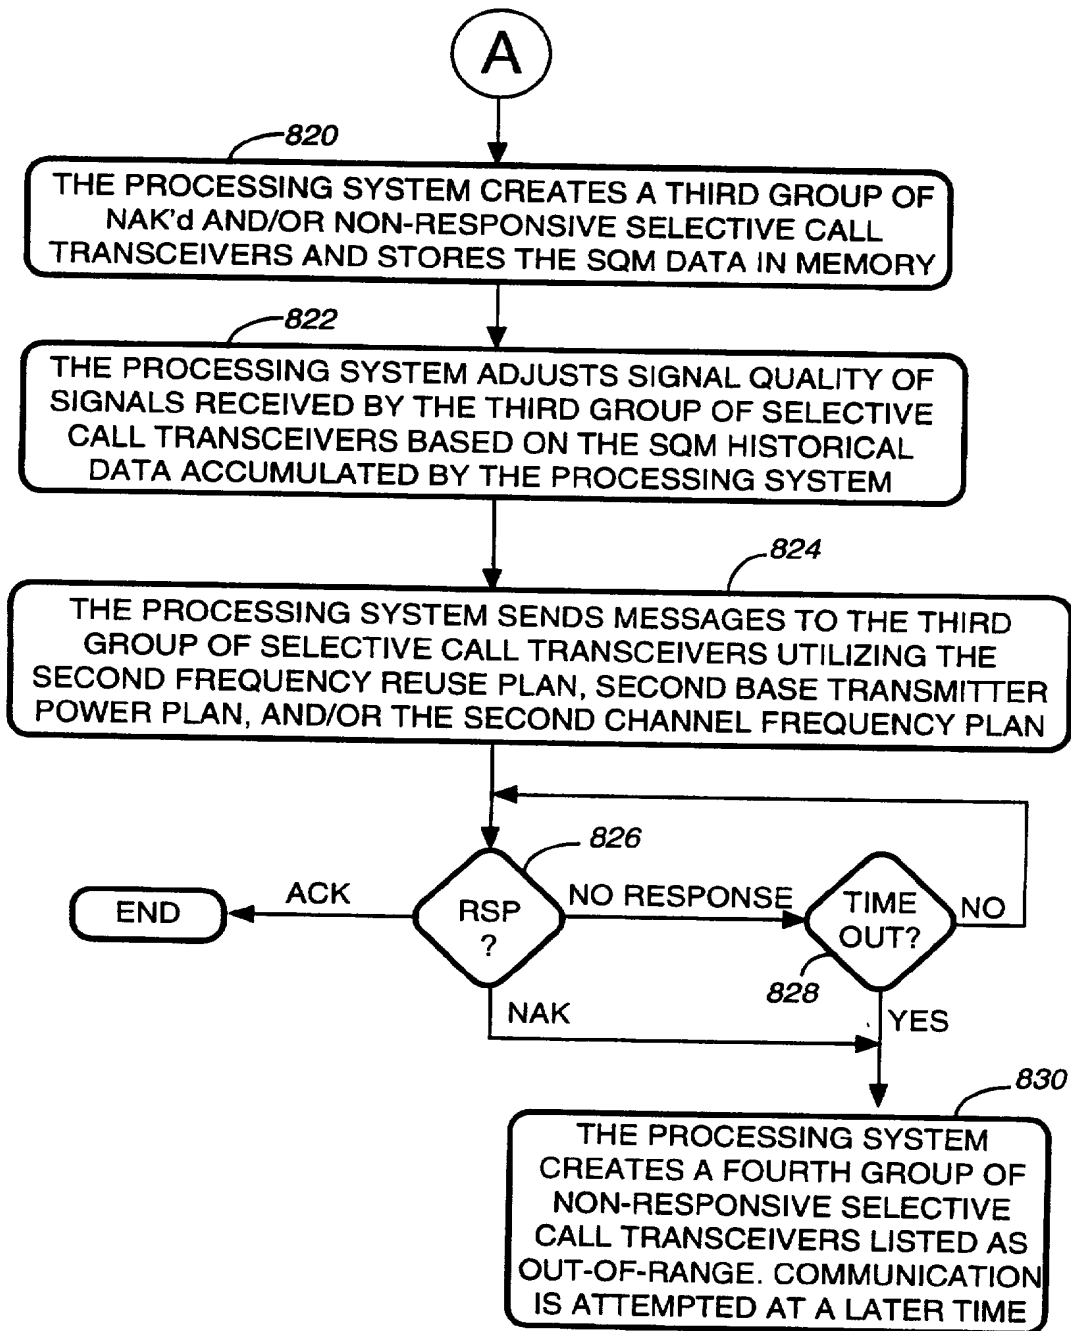 A
820
THE PROCESSING SYSTEM CREATES A THIRD GROUP OF
NAK'd AND/OR NON-RESPONSIVE SELECTIVE CALL
TRANSCEIVERS AND STORES THE SQM DATA IN MEMORY
822
THE PROCESSING SYSTEM ADJUSTS SIGNAL QUALITY OF
SIGNALS RECEIVED BY THE THIRD GROUP OF SELECTIVE
CALL TRANSCEIVERS BASED ON THE SQM HISTORICAL
DATA ACCUMULATED BY THE PROCESSING SYSTEM
824
THE PROCESSING SYSTEM SENDS MESSAGES TO THE THIRD
GROUP OF SELECTIVE CALL TRANSCEIVERS UTILIZING THE
SECOND FREQUENCY REUSE PLAN, SECOND BASE TRANSMITTER
POWER PLAN, AND/OR THE SECOND CHANNEL FREQUENCY PLAN
826
END
ACK
RSP
?
NO RESPONSE
TIME
OUT?
NO
828
NAK
YES
830
THE PROCESSING SYSTEM
CREATES A FOURTH GROUP OF
NON-RESPONSIVE SELECTIVE
CALL TRANSCEIVERS LISTED AS
OUT-OF-RANGE. COMMUNICATION
IS ATTEMPTED AT A LATER TIME